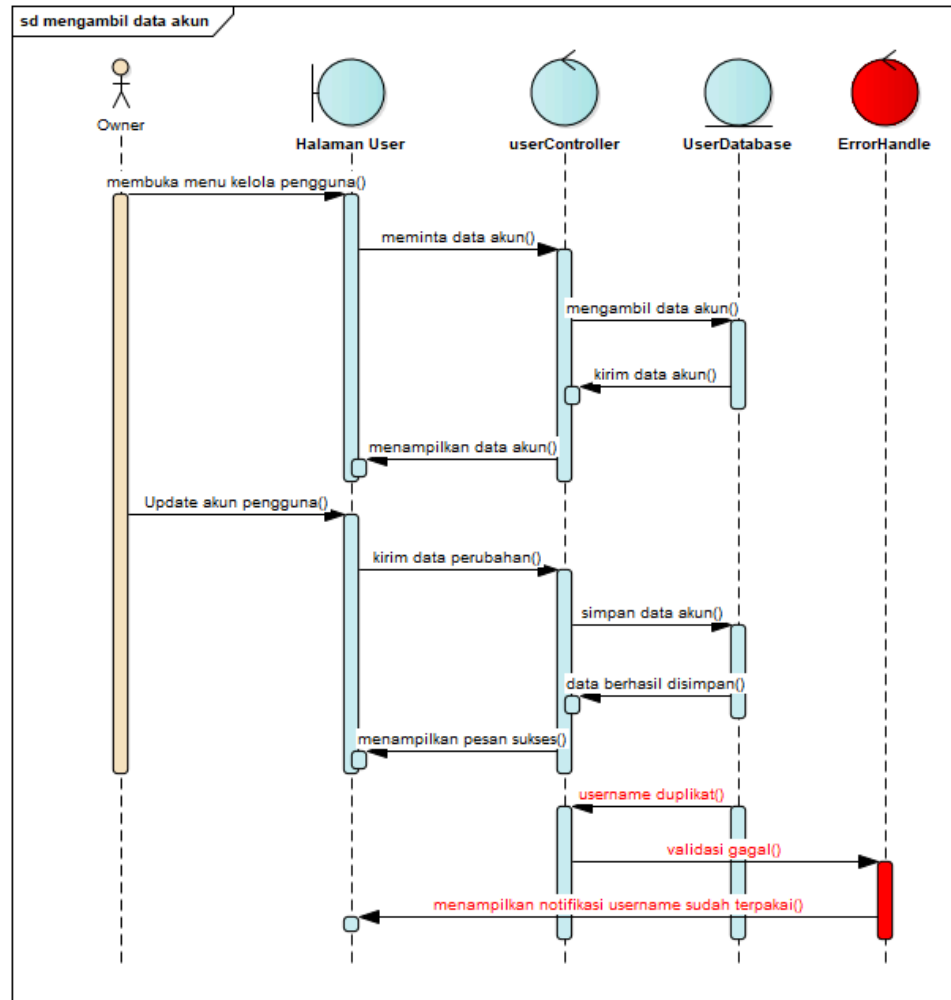 sd mengambil data akun
Owner
Halaman User
userController
UserDatabase
ErrorHandle
membuka menu kelola pengguna()
meminta data akun()
mengambil data akun()
kirim data akun()
menampilkan data akun()
Update akun pengguna()
kirim data perubahan()
simpan data akun()
data berhasil disimpan()
menampilkan pesan sukses()
username duplikat()
validasi gagal()
menampilkan notifikasi username sudah terpakai()